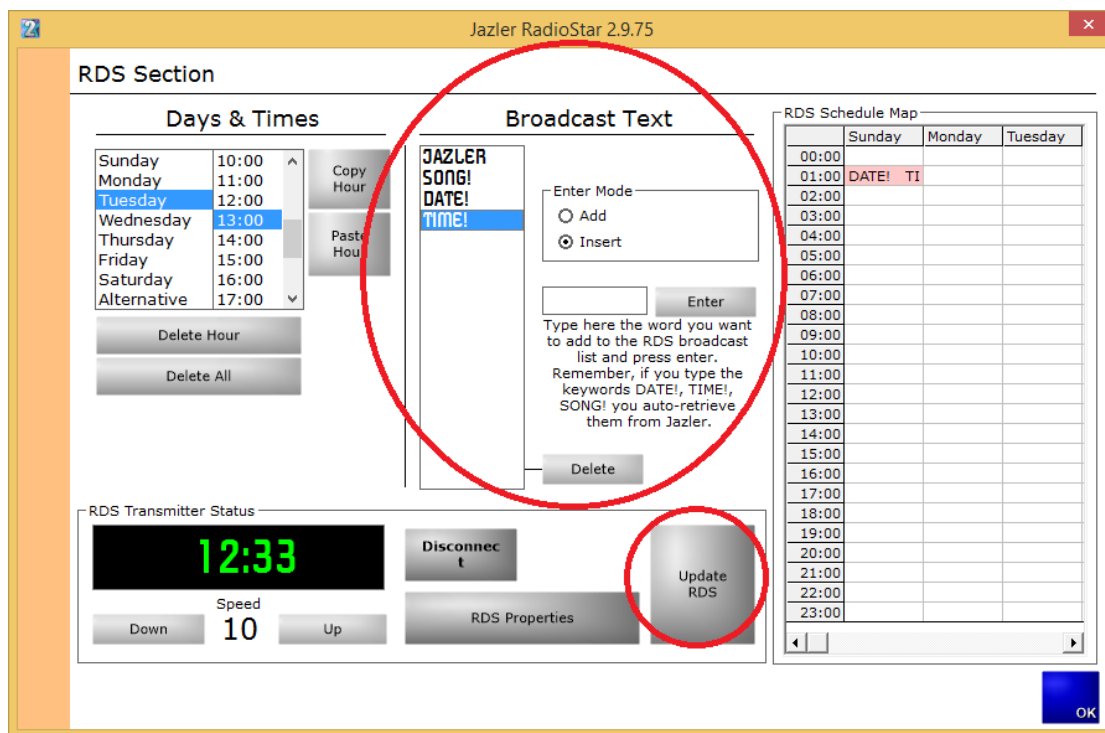 Jazler RadioStar 2.9.75
RDS Section
Days & Times
Sunday 10:00
Monday 11:00
Tuesday 12:00
Wednesday 13:00
Thursday 14:00
Friday 15:00
Saturday 16:00
Alternative 17:00
Copy
Hour
Paste
Hou
Delete Hour
Delete All
Broadcast Text
JAZLER
SONG!
DATE!
TIME!
Enter Mode
Add
Insert
Enter
Type here the word you want
to add to the RDS broadcast
list and press enter.
Remember, if you type the
keywords DATE!, TIME!,
SONG! you auto-retrieve
them from Jazler.
Delete
RDS Transmitter Status
12:33
Speed
Down 10 Up
Disconnec
t
RDS Properties
Update
RDS
RDS Schedule Map
Sunday Monday Tuesday
00:00
01:00 DATE! TI
02:00
03:00
04:00
05:00
06:00
07:00
08:00
09:00
10:00
11:00
12:00
13:00
14:00
15:00
16:00
17:00
18:00
19:00
20:00
21:00
22:00
23:00
OK